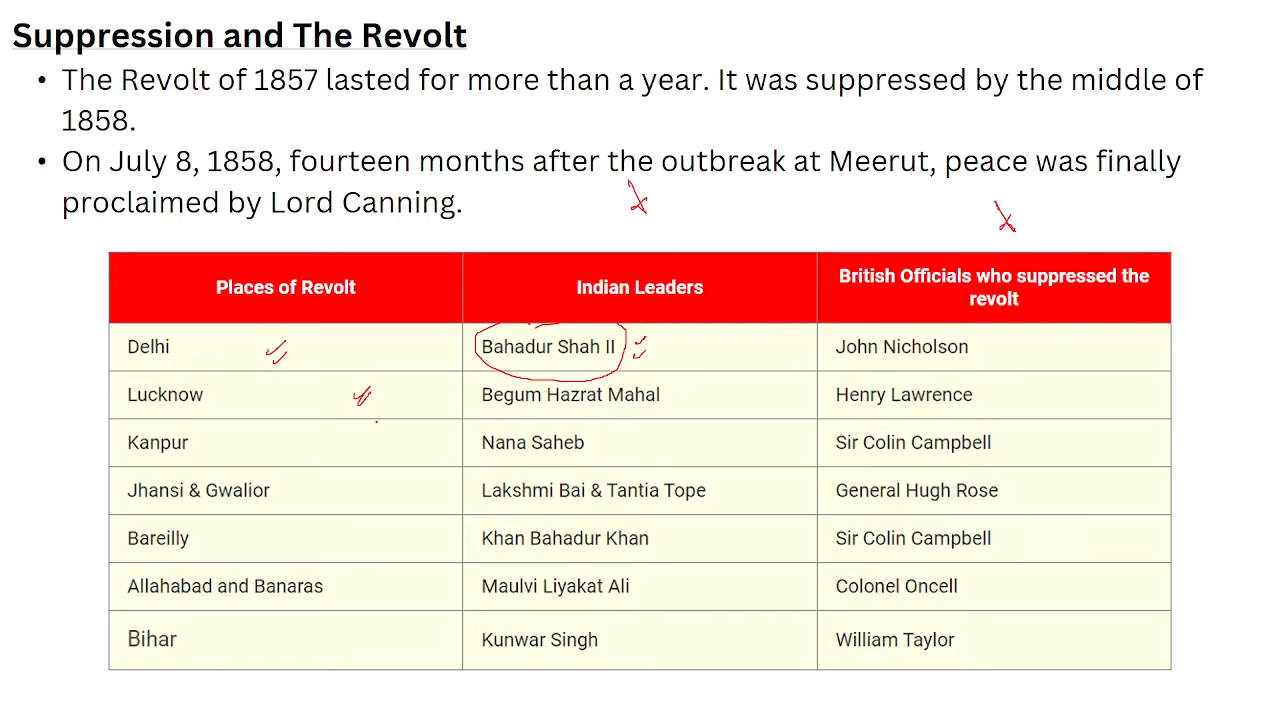 Suppression and The Revolt
• The Revolt of 1857 lasted for more than a year. It was suppressed by the middle of
1858.
• On July 8, 1858, fourteen months after the outbreak at Meerut, peace was finally
proclaimed by Lord Canning.
Places of Revolt
Indian Leaders
British Officials who suppressed the
revolt
Delhi
Bahadur Shah II
John Nicholson
Lucknow
Begum Hazrat Mahal
Henry Lawrence
Kanpur
Nana Saheb
Sir Colin Campbell
Jhansi & Gwalior
Lakshmi Bai & Tantia Tope
General Hugh Rose
Bareilly
Khan Bahadur Khan
Sir Colin Campbell
Allahabad and Banaras
Maulvi Liyakat Ali
Colonel Oncell
Bihar
Kunwar Singh
William Taylor